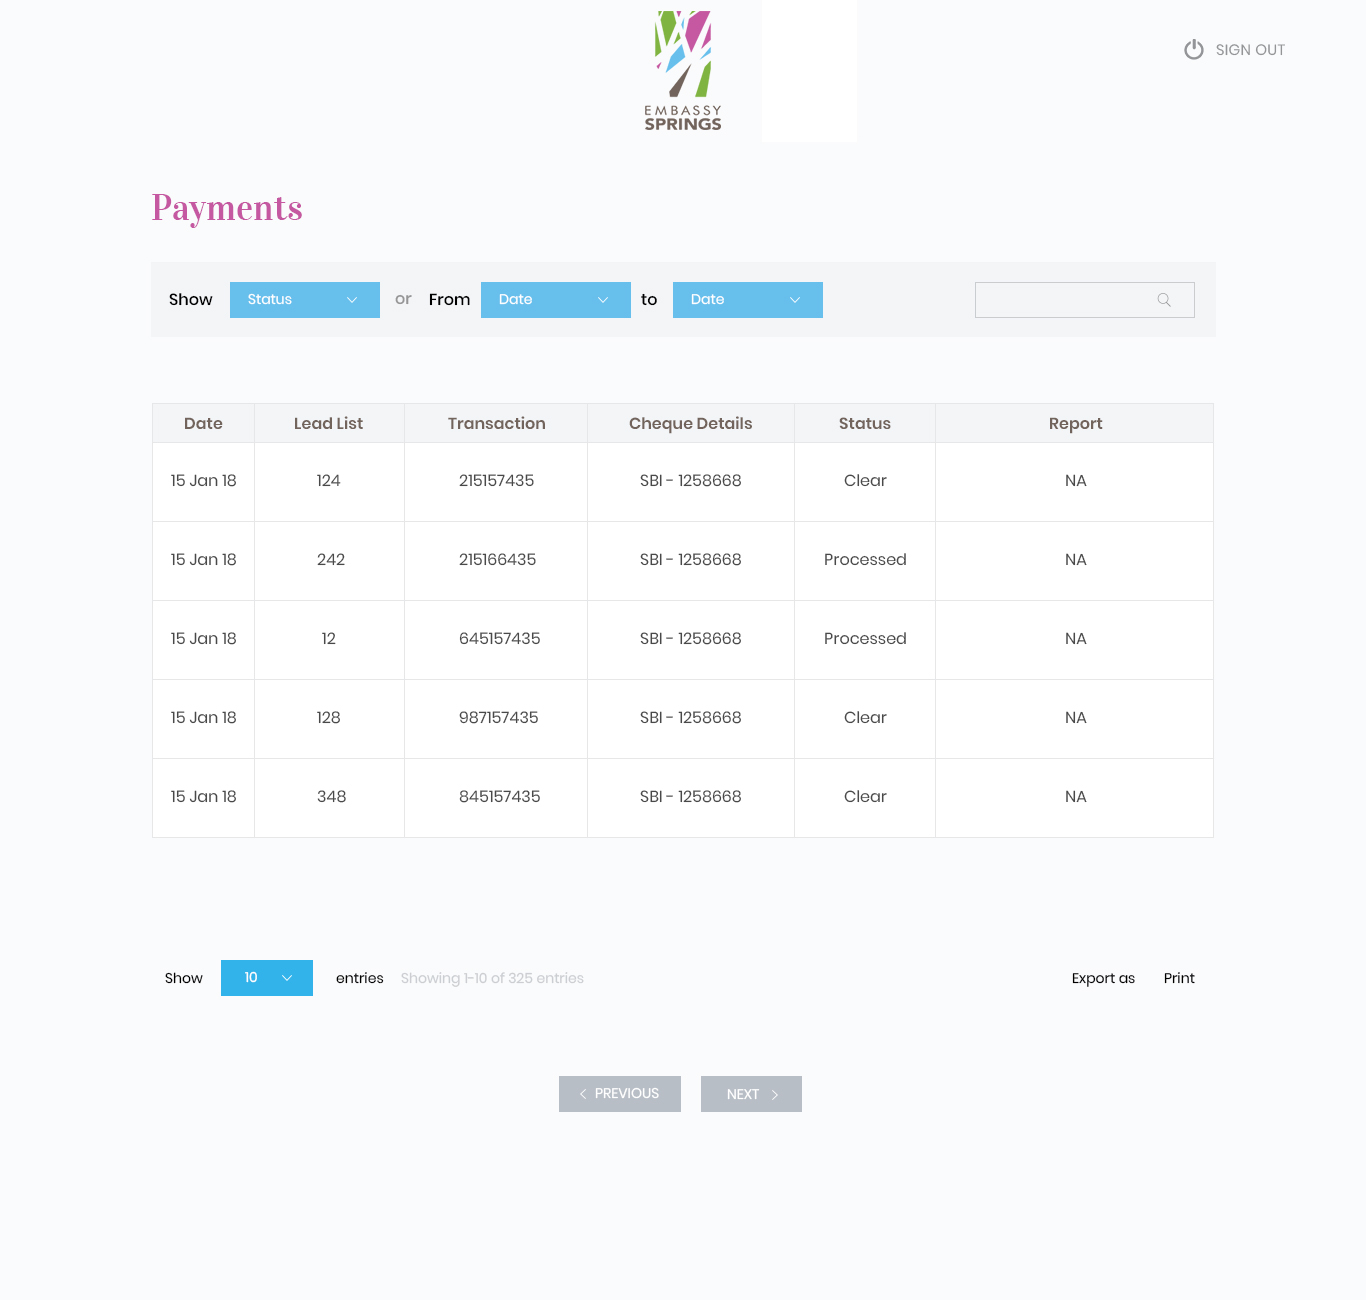 EMBASSY
SPRINGS
SIGN OUT
Payments
Show Status or From Date to Date
Date Lead List Transaction Cheque Details Status Report
15 Jan 18 124 215157435 SBI - 1258668 Clear NA
15 Jan 18 242 215166435 SBI - 1258668 Processed NA
15 Jan 18 12 645157435 SBI - 1258668 Processed NA
15 Jan 18 128 987157435 SBI - 1258668 Clear NA
15 Jan 18 348 845157435 SBI - 1258668 Clear NA
Show 10 entries Showing 1-10 of 325 entries Export as Print
PREVIOUS NEXT